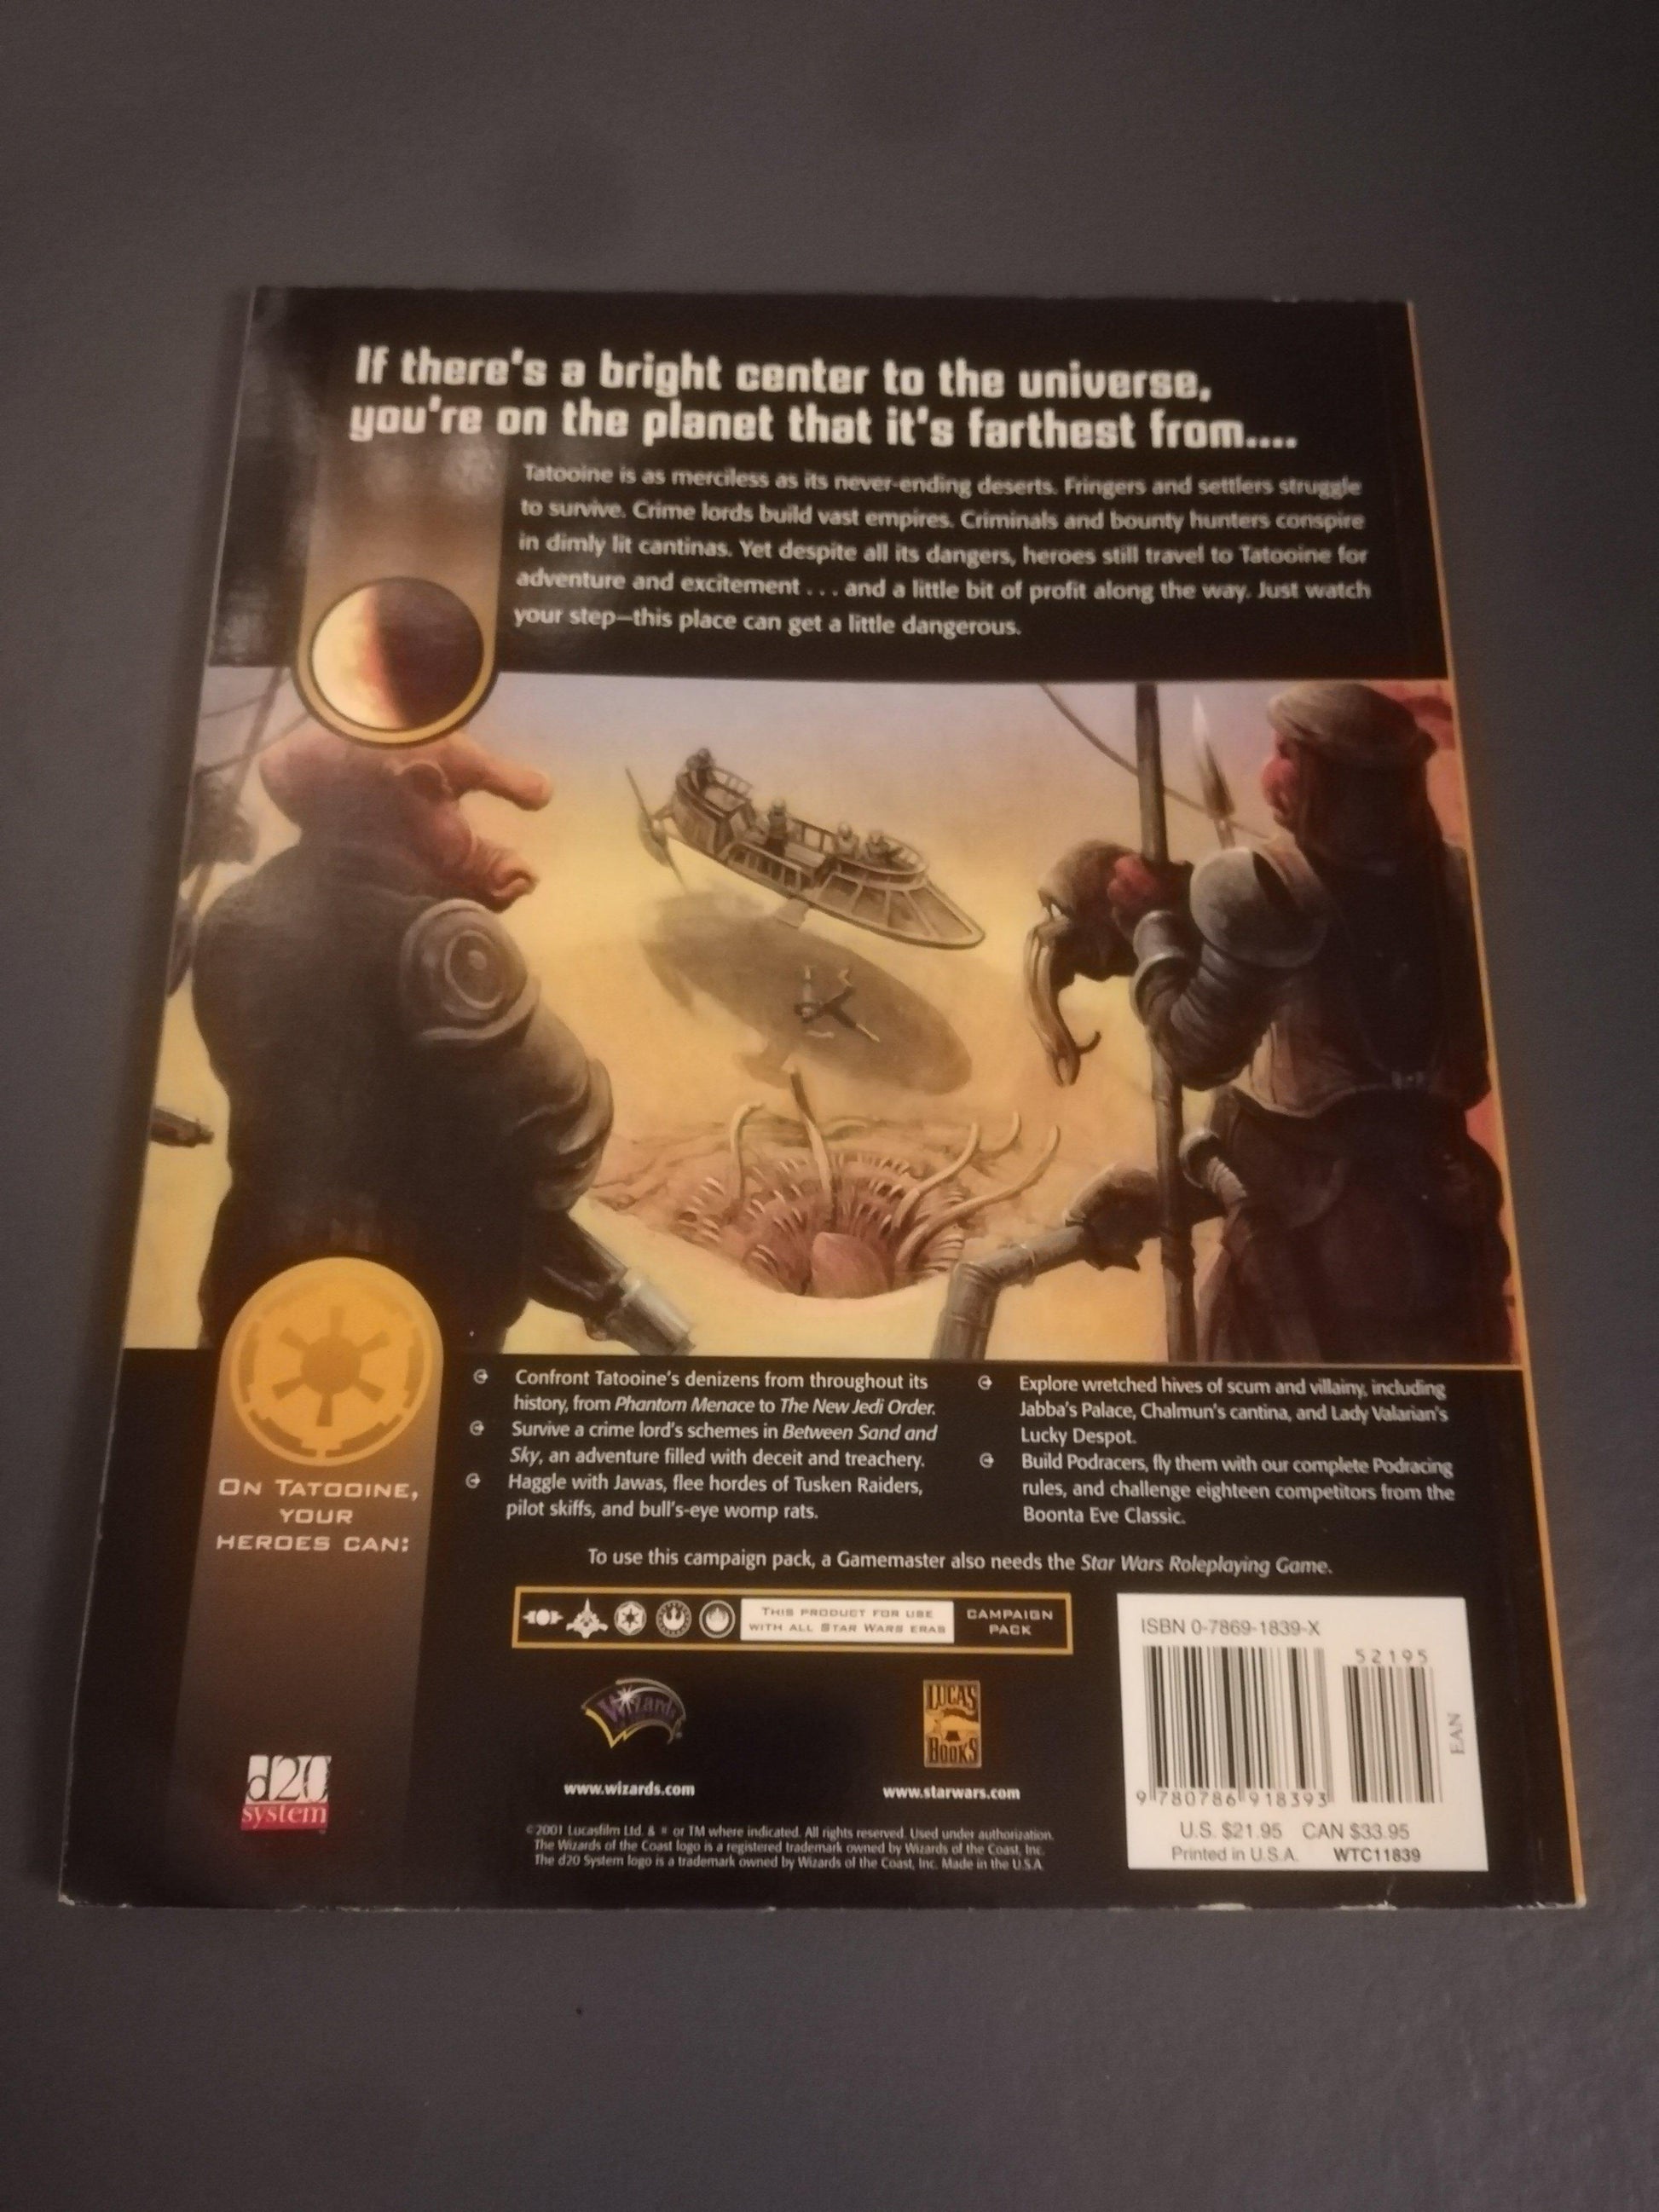 If there's a bright center to the universe,
you're on the planet that it's farthest from....
Tatooine is as merciless as its never-ending deserts. Fringers and settlers struggle
to survive. Crime lords build vast empires. Criminals and bounty hunters conspire
in dimly lit cantinas. Yet despite all its dangers, heroes still travel to Tatooine for
adventure and excitement . . . and a little bit of profit along the way. Just watch
your step—this place can get a little dangerous.
On Tatooine,
your
heroes can:
Confront Tatooine's denizens from throughout its
history, from Phantom Menace to The New Jedi Order.
Survive a crime lord's schemes in Between Sand and
Sky, an adventure filled with deceit and treachery.
Haggle with Jawas, flee hordes of Tusken Raiders,
pilot skiffs, and bull's-eye womp rats.
Explore wretched hives of scum and villainy, including
Jabba's Palace, Chalmun's cantina, and Lady Valarian's
Lucky Despot.
Build Podracers, fly them with our complete Podracing
rules, and challenge eighteen competitors from the
Boonta Eve Classic.
To use this campaign pack, a Gamemaster also needs the Star Wars Roleplaying Game.
This product for use
with all Star Wars eras
Campaign
Pack
Wizards
www.wizards.com
LUCAS
BOOKS
www.starwars.com
d20
system
©2001 Lucasfilm Ltd. & ® or TM where indicated. All rights reserved. Used under authorization.
The Wizards of the Coast logo is a registered trademark owned by Wizards of the Coast, Inc.
The d20 System logo is a trademark owned by Wizards of the Coast, Inc. Made in the U.S.A.
ISBN 0-7869-1839-X
52195
EAN
9 780786 918393
U.S. $21.95 CAN $33.95
Printed in U.S.A. WTC11839